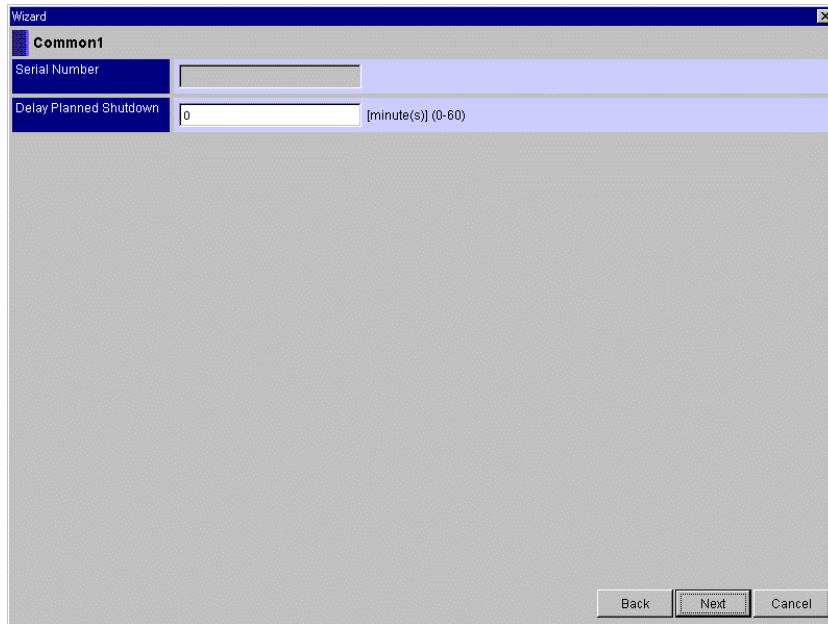 Wizard
Common1
Serial Number
Delay Planned Shutdown 0 [minute(s)] (0-60)
Back Next Cancel